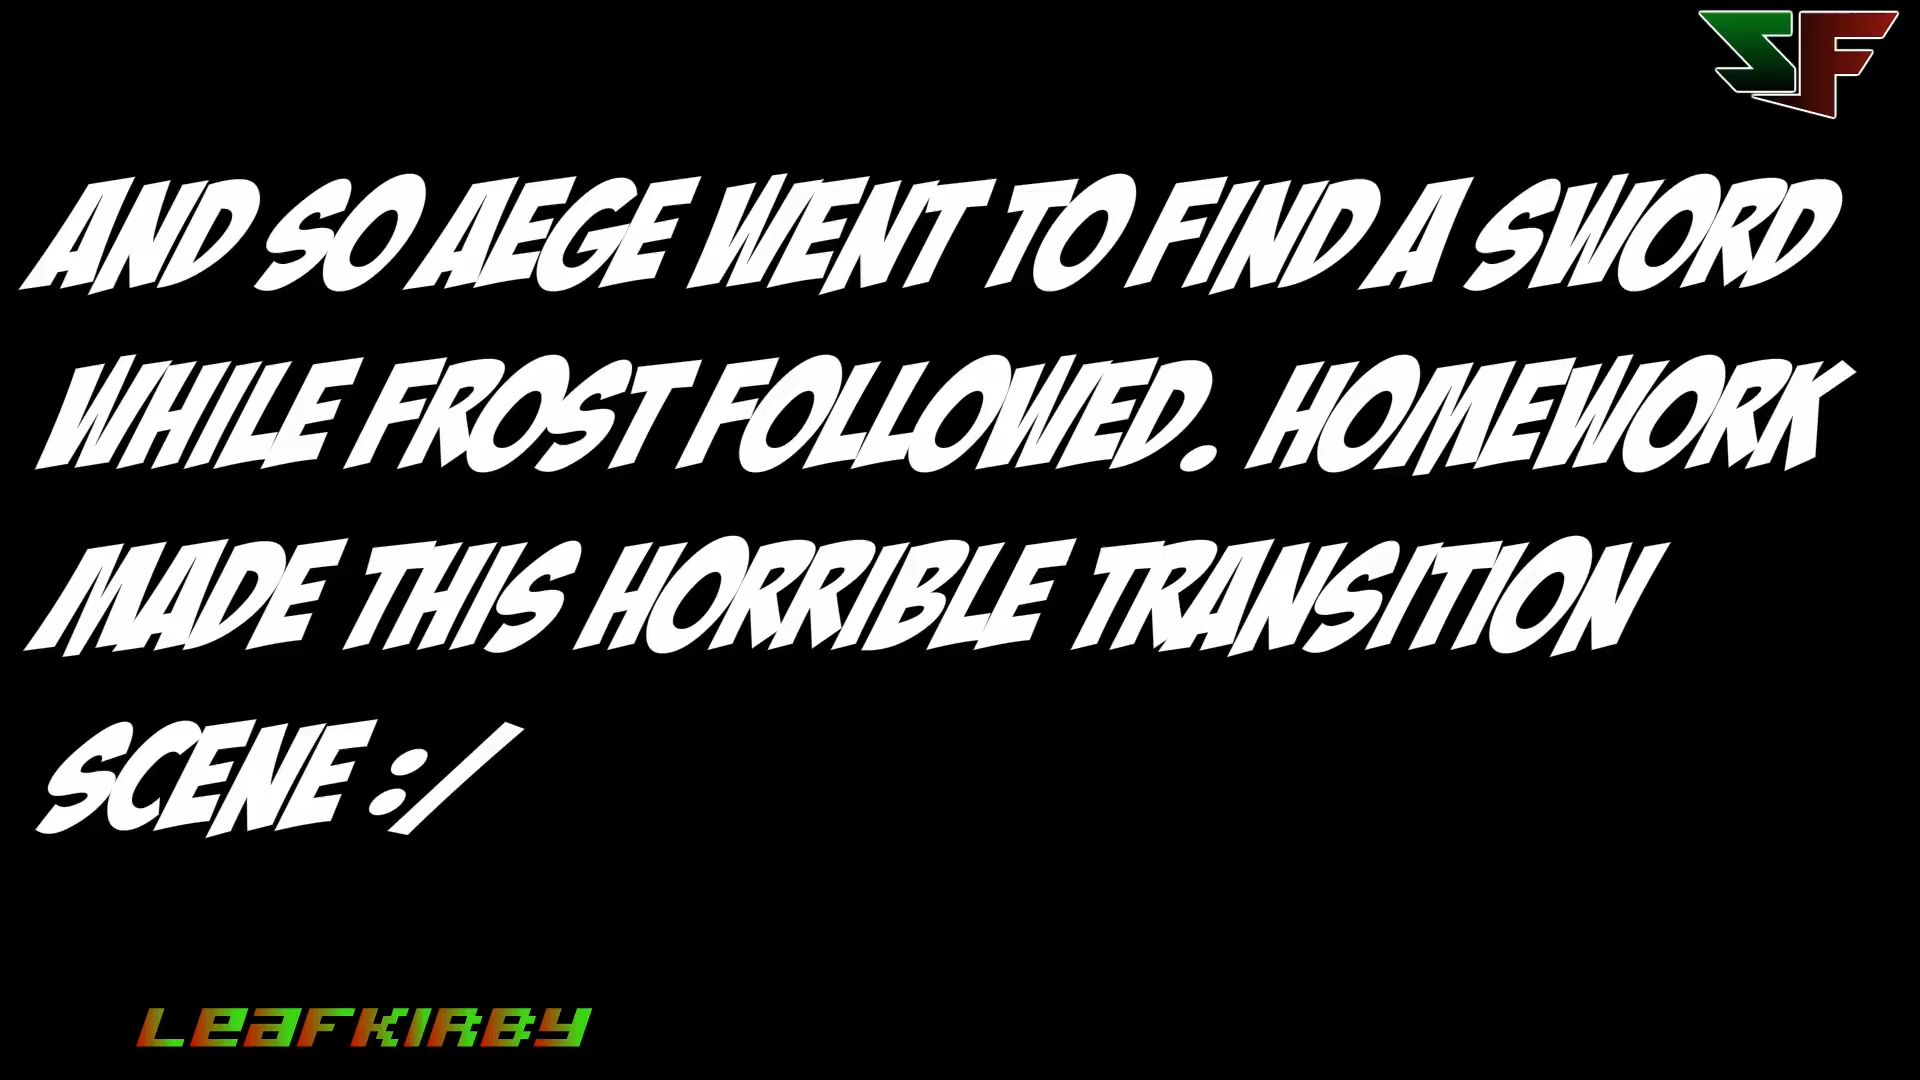 SF
AND SO AEGE WENT TO FIND A SWORD
WHILE FROST FOLLOWED. HOMEWORK
MADE THIS HORRIBLE TRANSITION
SCENE :/
LEAFKIRBY